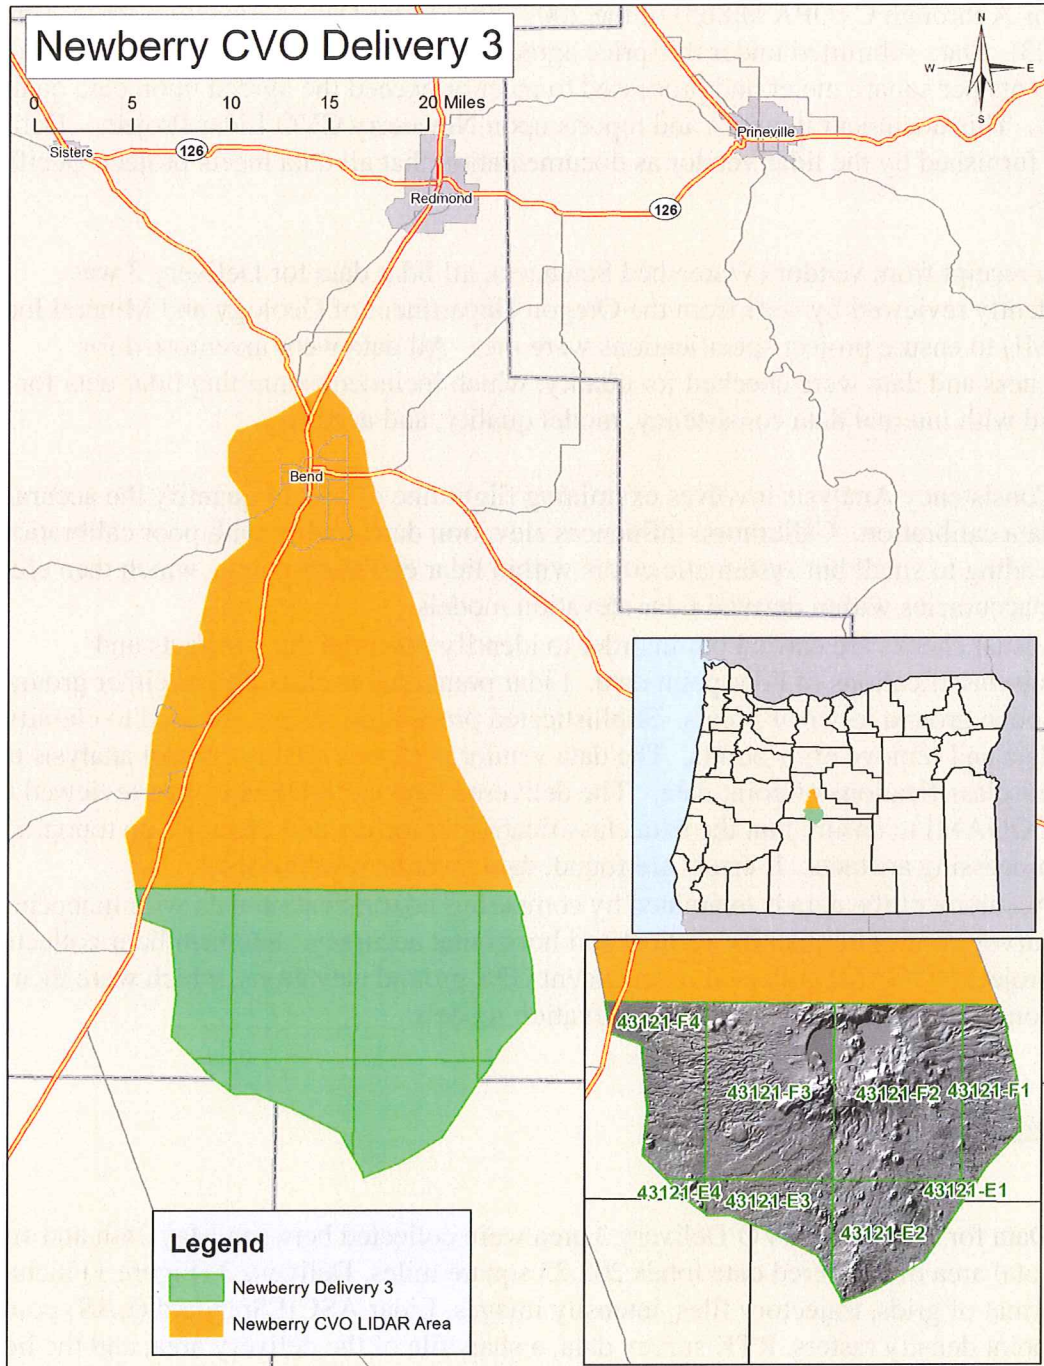 Newberry CVO Delivery 3
N
W E
S
0 5 10 15 20 Miles
Sisters
126
Prineville
Redmond
126
Bend
43121-F4
43121-F3
43121-F2
43121-F1
43121-E4
43121-E3
43121-E1
43121-E2
Legend
Newberry Delivery 3
Newberry CVO LIDAR Area